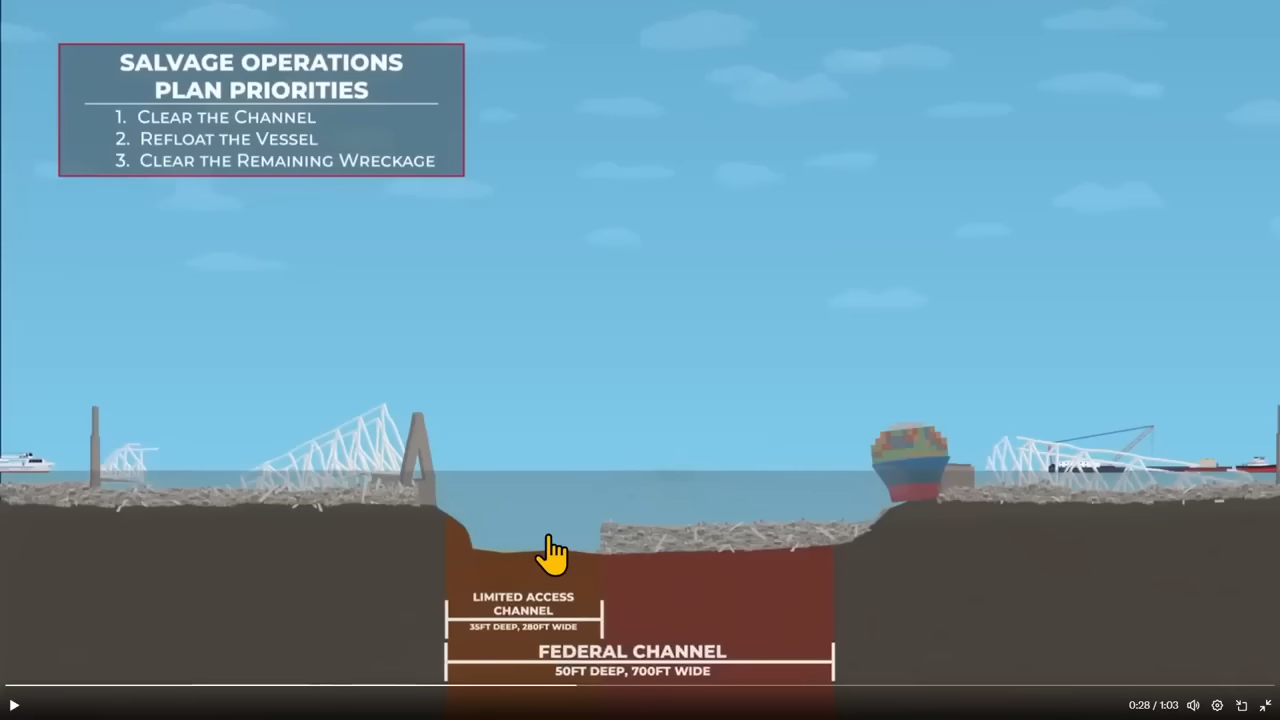 SALVAGE OPERATIONS
PLAN PRIORITIES
1. CLEAR THE CHANNEL
2. REFLOAT THE VESSEL
3. CLEAR THE REMAINING WRECKAGE
LIMITED ACCESS
CHANNEL
35FT DEEP, 280FT WIDE
FEDERAL CHANNEL
50FT DEEP, 700FT WIDE
0:28 / 1:03